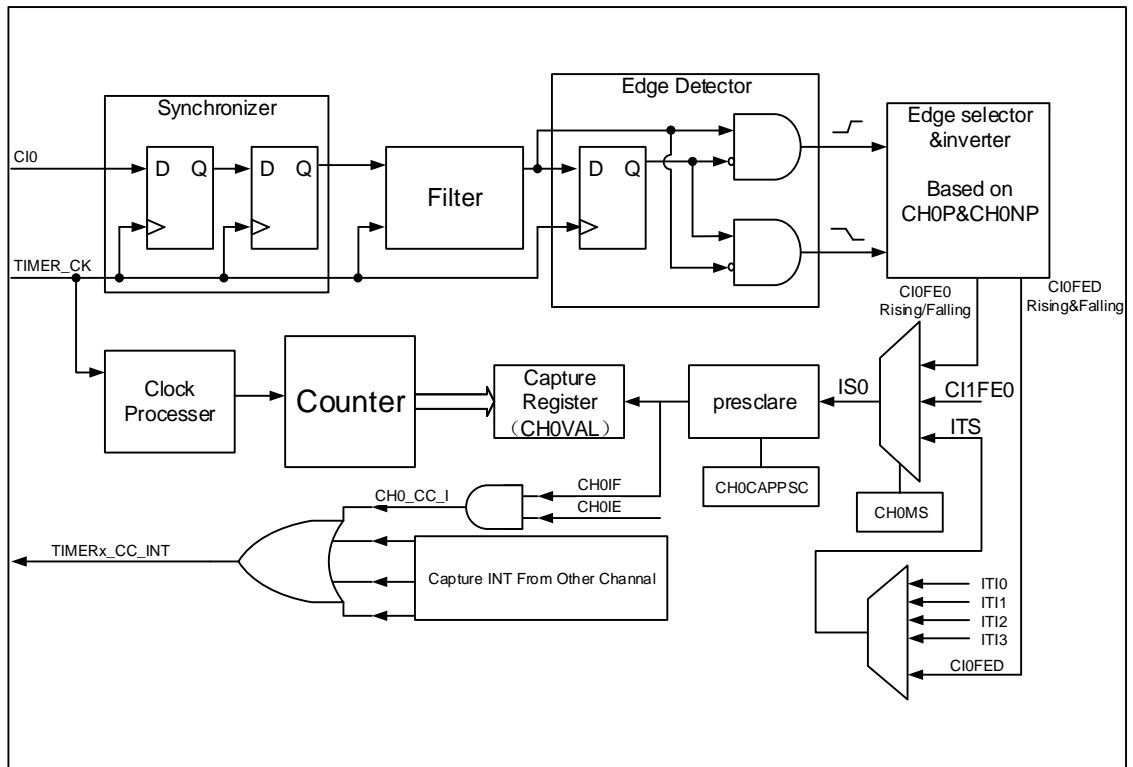 Synchronizer
Edge Detector
Edge selector
&inverter
Based on
CH0P&CH0NP
CI0
D Q
D Q
Filter
D Q
TIMER_CK
CI0FE0
Rising/Falling
CI0FED
Rising&Falling
Clock
Processer
Counter
Capture
Register
（CH0VAL）
presclare
IS0
CI1FE0
ITS
CH0CAPPSC
CH0MS
CH0_CC_I
CH0IF
CH0IE
TIMERx_CC_INT
Capture INT From Other Channal
ITI0
ITI1
ITI2
ITI3
CI0FED